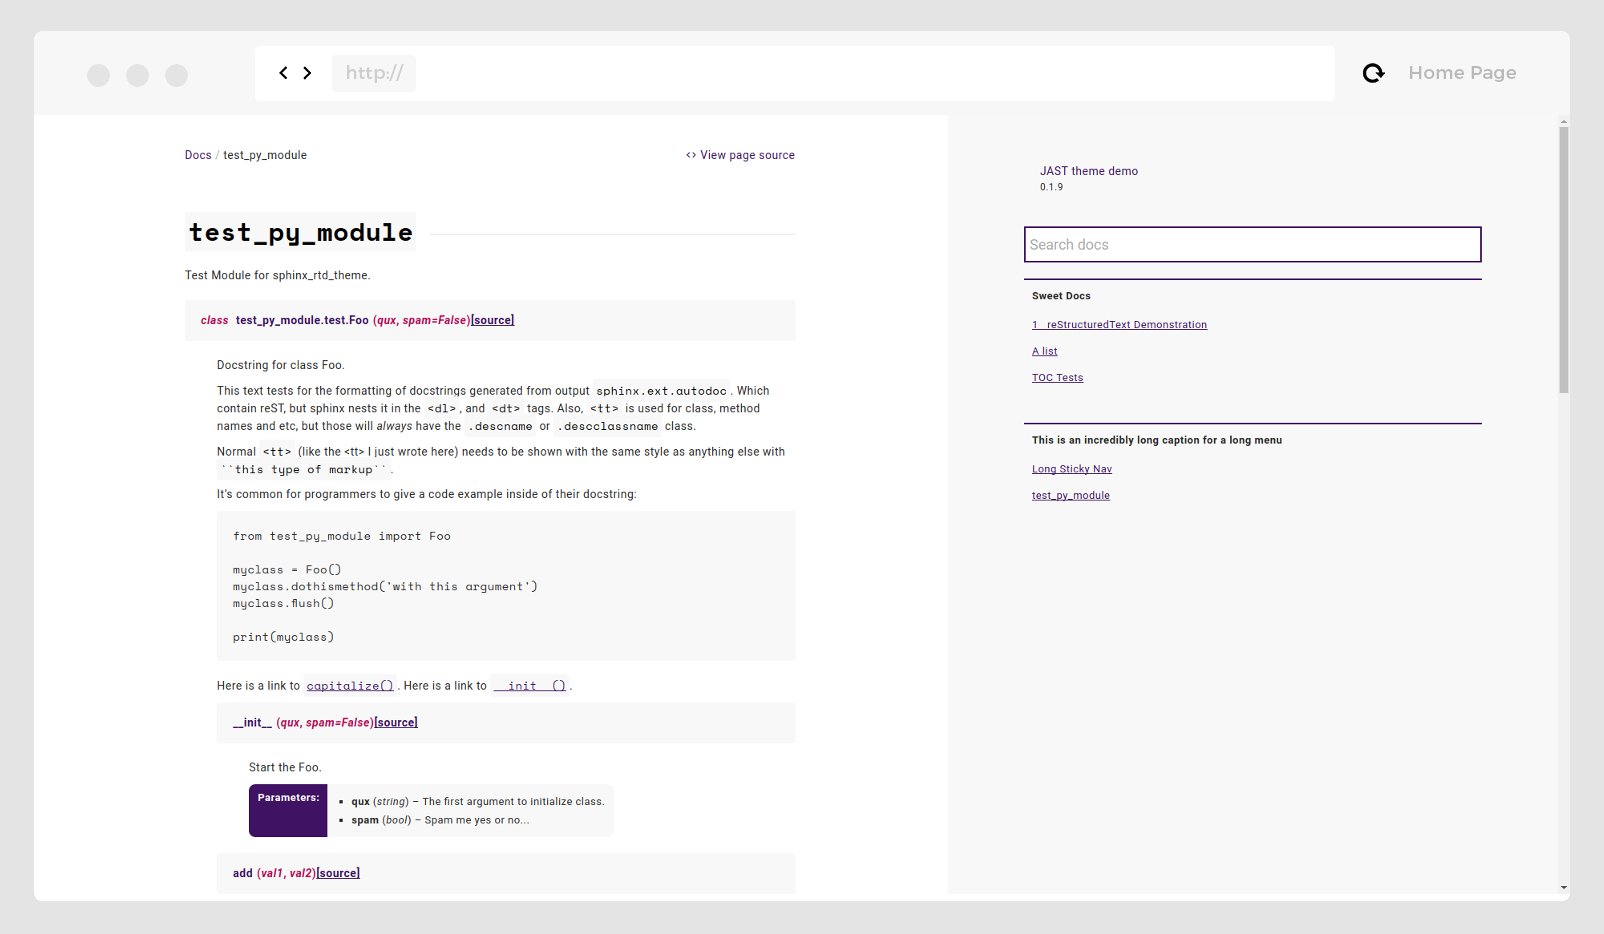 http://
Home Page
Docs / test_py_module
<> View page source
test_py_module
Test Module for sphinx_rtd_theme.
class test_py_module.test.Foo (qux, spam=False)[source]
Docstring for class Foo.
This text tests for the formatting of docstrings generated from output sphinx.ext.autodoc . Which
contain reST, but sphinx nests it in the <dl> , and <dt> tags. Also, <tt> is used for class, method
names and etc, but those will always have the .descname or .descclassname class.
Normal <tt> (like the <tt> I just wrote here) needs to be shown with the same style as anything else with
``this type of markup`` .
It's common for programmers to give a code example inside of their docstring:
from test_py_module import Foo
myclass = Foo()
myclass.dothismethod('with this argument')
myclass.flush()
print(myclass)
Here is a link to capitalize() . Here is a link to __init__() .
__init__ (qux, spam=False)[source]
Start the Foo.
Parameters:
▪ qux (string) – The first argument to initialize class.
▪ spam (bool) – Spam me yes or no...
add (val1, val2)[source]
JAST theme demo
0.1.9
Search docs
Sweet Docs
1 reStructuredText Demonstration
A list
TOC Tests
This is an incredibly long caption for a long menu
Long Sticky Nav
test_py_module